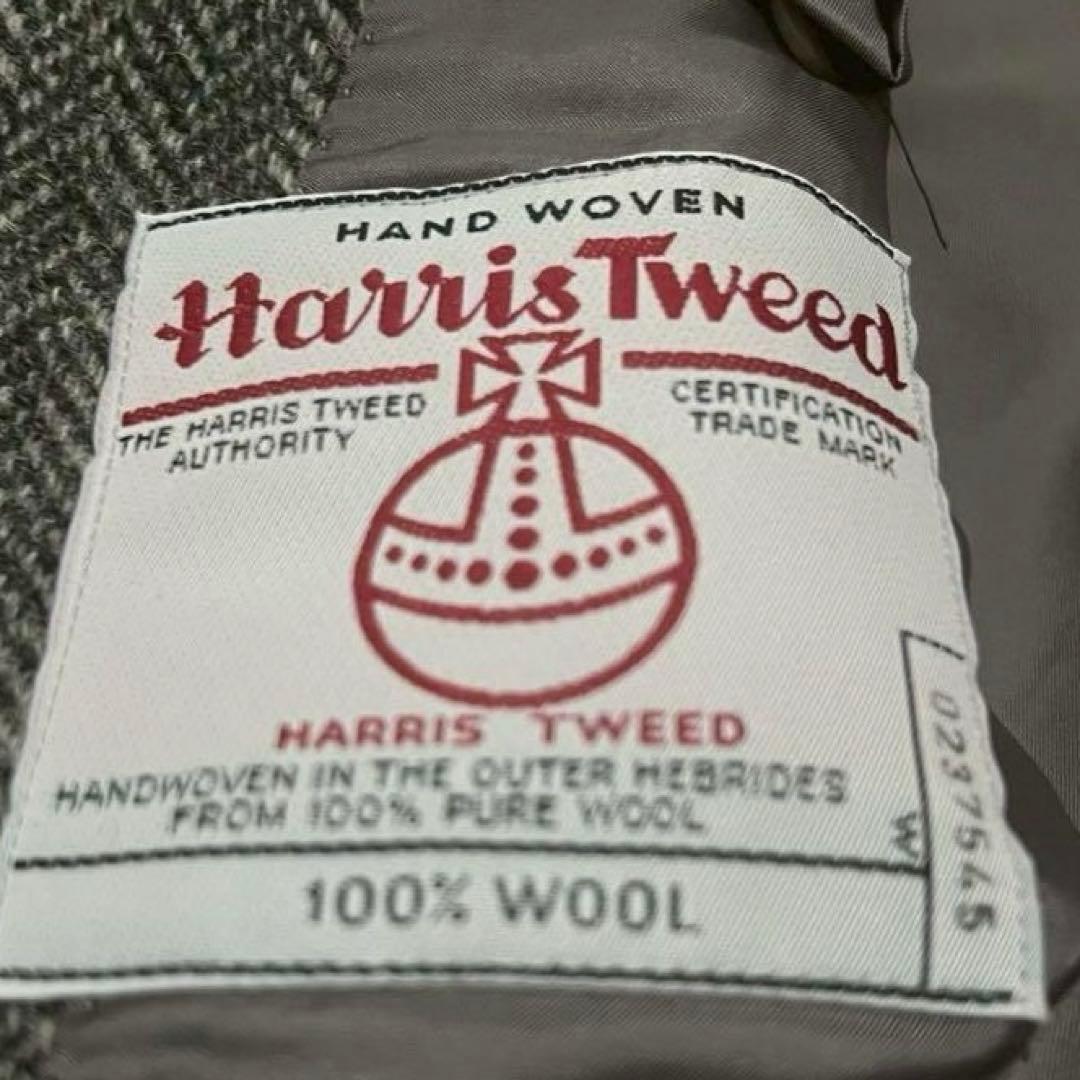 HAND WOVEN
Harris Tweed
THE HARRIS TWEED
AUTHORITY
CERTIFICATION
TRADE MARK
HARRIS TWEED
HANDWOVEN IN THE OUTER HEBRIDES
FROM 100% PURE WOOL
W
100% WOOL